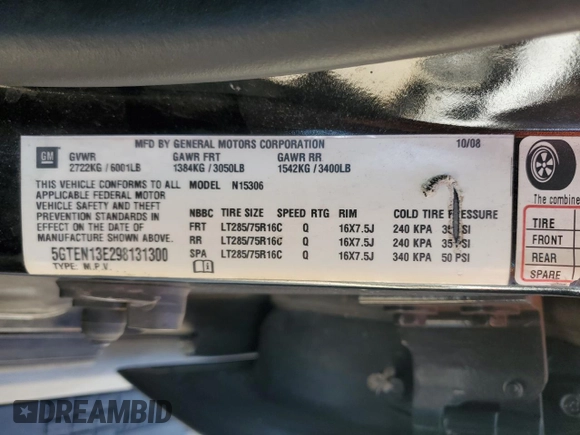 MFD BY GENERAL MOTORS CORPORATION 10/08
GM
GVWR GAWR FRT GAWR RR
2722KG / 6001LB 1384KG / 3050LB 1542KG / 3400LB
THIS VEHICLE CONFORMS TO ALL
APPLICABLE FEDERAL MOTOR
VEHICLE SAFETY AND THEFT
PREVENTION STANDARDS IN
EFFECT ON THE DATE OF
MANUFACTURE SHOWN ABOVE.
5GTEN13E298131300
TYPE: M.P.V.
MODEL N15306
NBBC TIRE SIZE SPEED RTG RIM COLD TIRE PRESSURE
FRT LT285/75R16C Q 16X7.5J 240 KPA PSI
RR LT285/75R16C Q 16X7.5J 240 KPA 35 PSI
SPA LT285/75R16C Q 16X7.5J 340 KPA 50 PSI
The combine
TIRE
FRONT
REAR
SPARE
DREAMBID